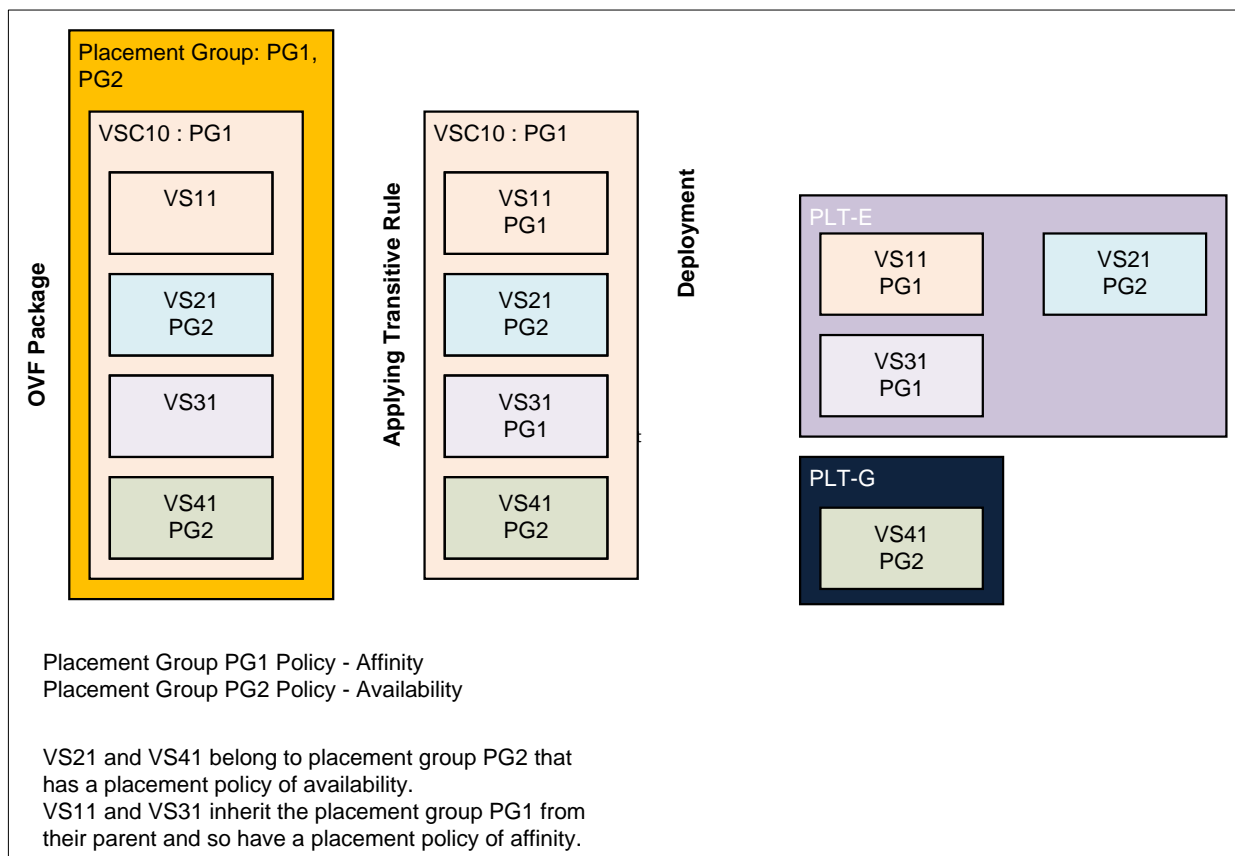 Placement Group: PG1,
PG2
VSC10 : PG1
VS11
VS21
PG2
VS31
VS41
PG2
OVF Package
Applying Transitive Rule
VSC10 : PG1
VS11
PG1
VS21
PG2
VS31
PG1
VS41
PG2
Deployment
PLT-E
VS11
PG1
VS21
PG2
VS31
PG1
PLT-G
VS41
PG2
Placement Group PG1 Policy - Affinity
Placement Group PG2 Policy - Availability
VS21 and VS41 belong to placement group PG2 that
has a placement policy of availability.
VS11 and VS31 inherit the placement group PG1 from
their parent and so have a placement policy of affinity.